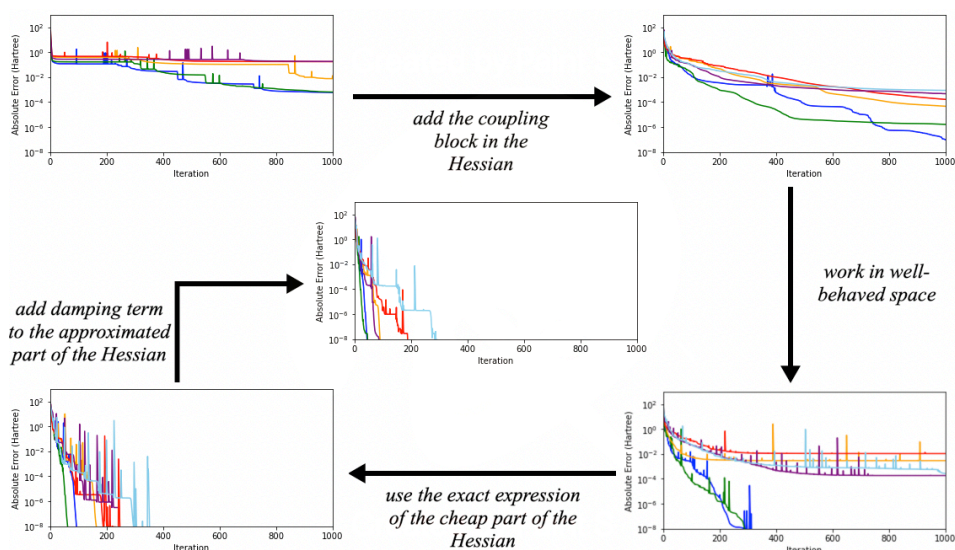 10²
10⁰
10⁻²
10⁻⁴
10⁻⁶
10⁻⁸
Absolute Error (Hartree)
0
200
400
600
800
1000
Iteration
add the coupling
block in the
Hessian
10²
10⁰
10⁻²
10⁻⁴
10⁻⁶
10⁻⁸
Absolute Error (Hartree)
0
200
400
600
800
1000
Iteration
work in well-
behaved space
10²
10⁰
10⁻²
10⁻⁴
10⁻⁶
10⁻⁸
Absolute Error (Hartree)
0
200
400
600
800
1000
Iteration
use the exact expression
of the cheap part of the
Hessian
10²
10⁰
10⁻²
10⁻⁴
10⁻⁶
10⁻⁸
Absolute Error (Hartree)
0
200
400
600
800
1000
Iteration
add damping term
to the approximated
part of the Hessian
10²
10⁰
10⁻²
10⁻⁴
10⁻⁶
10⁻⁸
Absolute Error (Hartree)
0
200
400
600
800
1000
Iteration